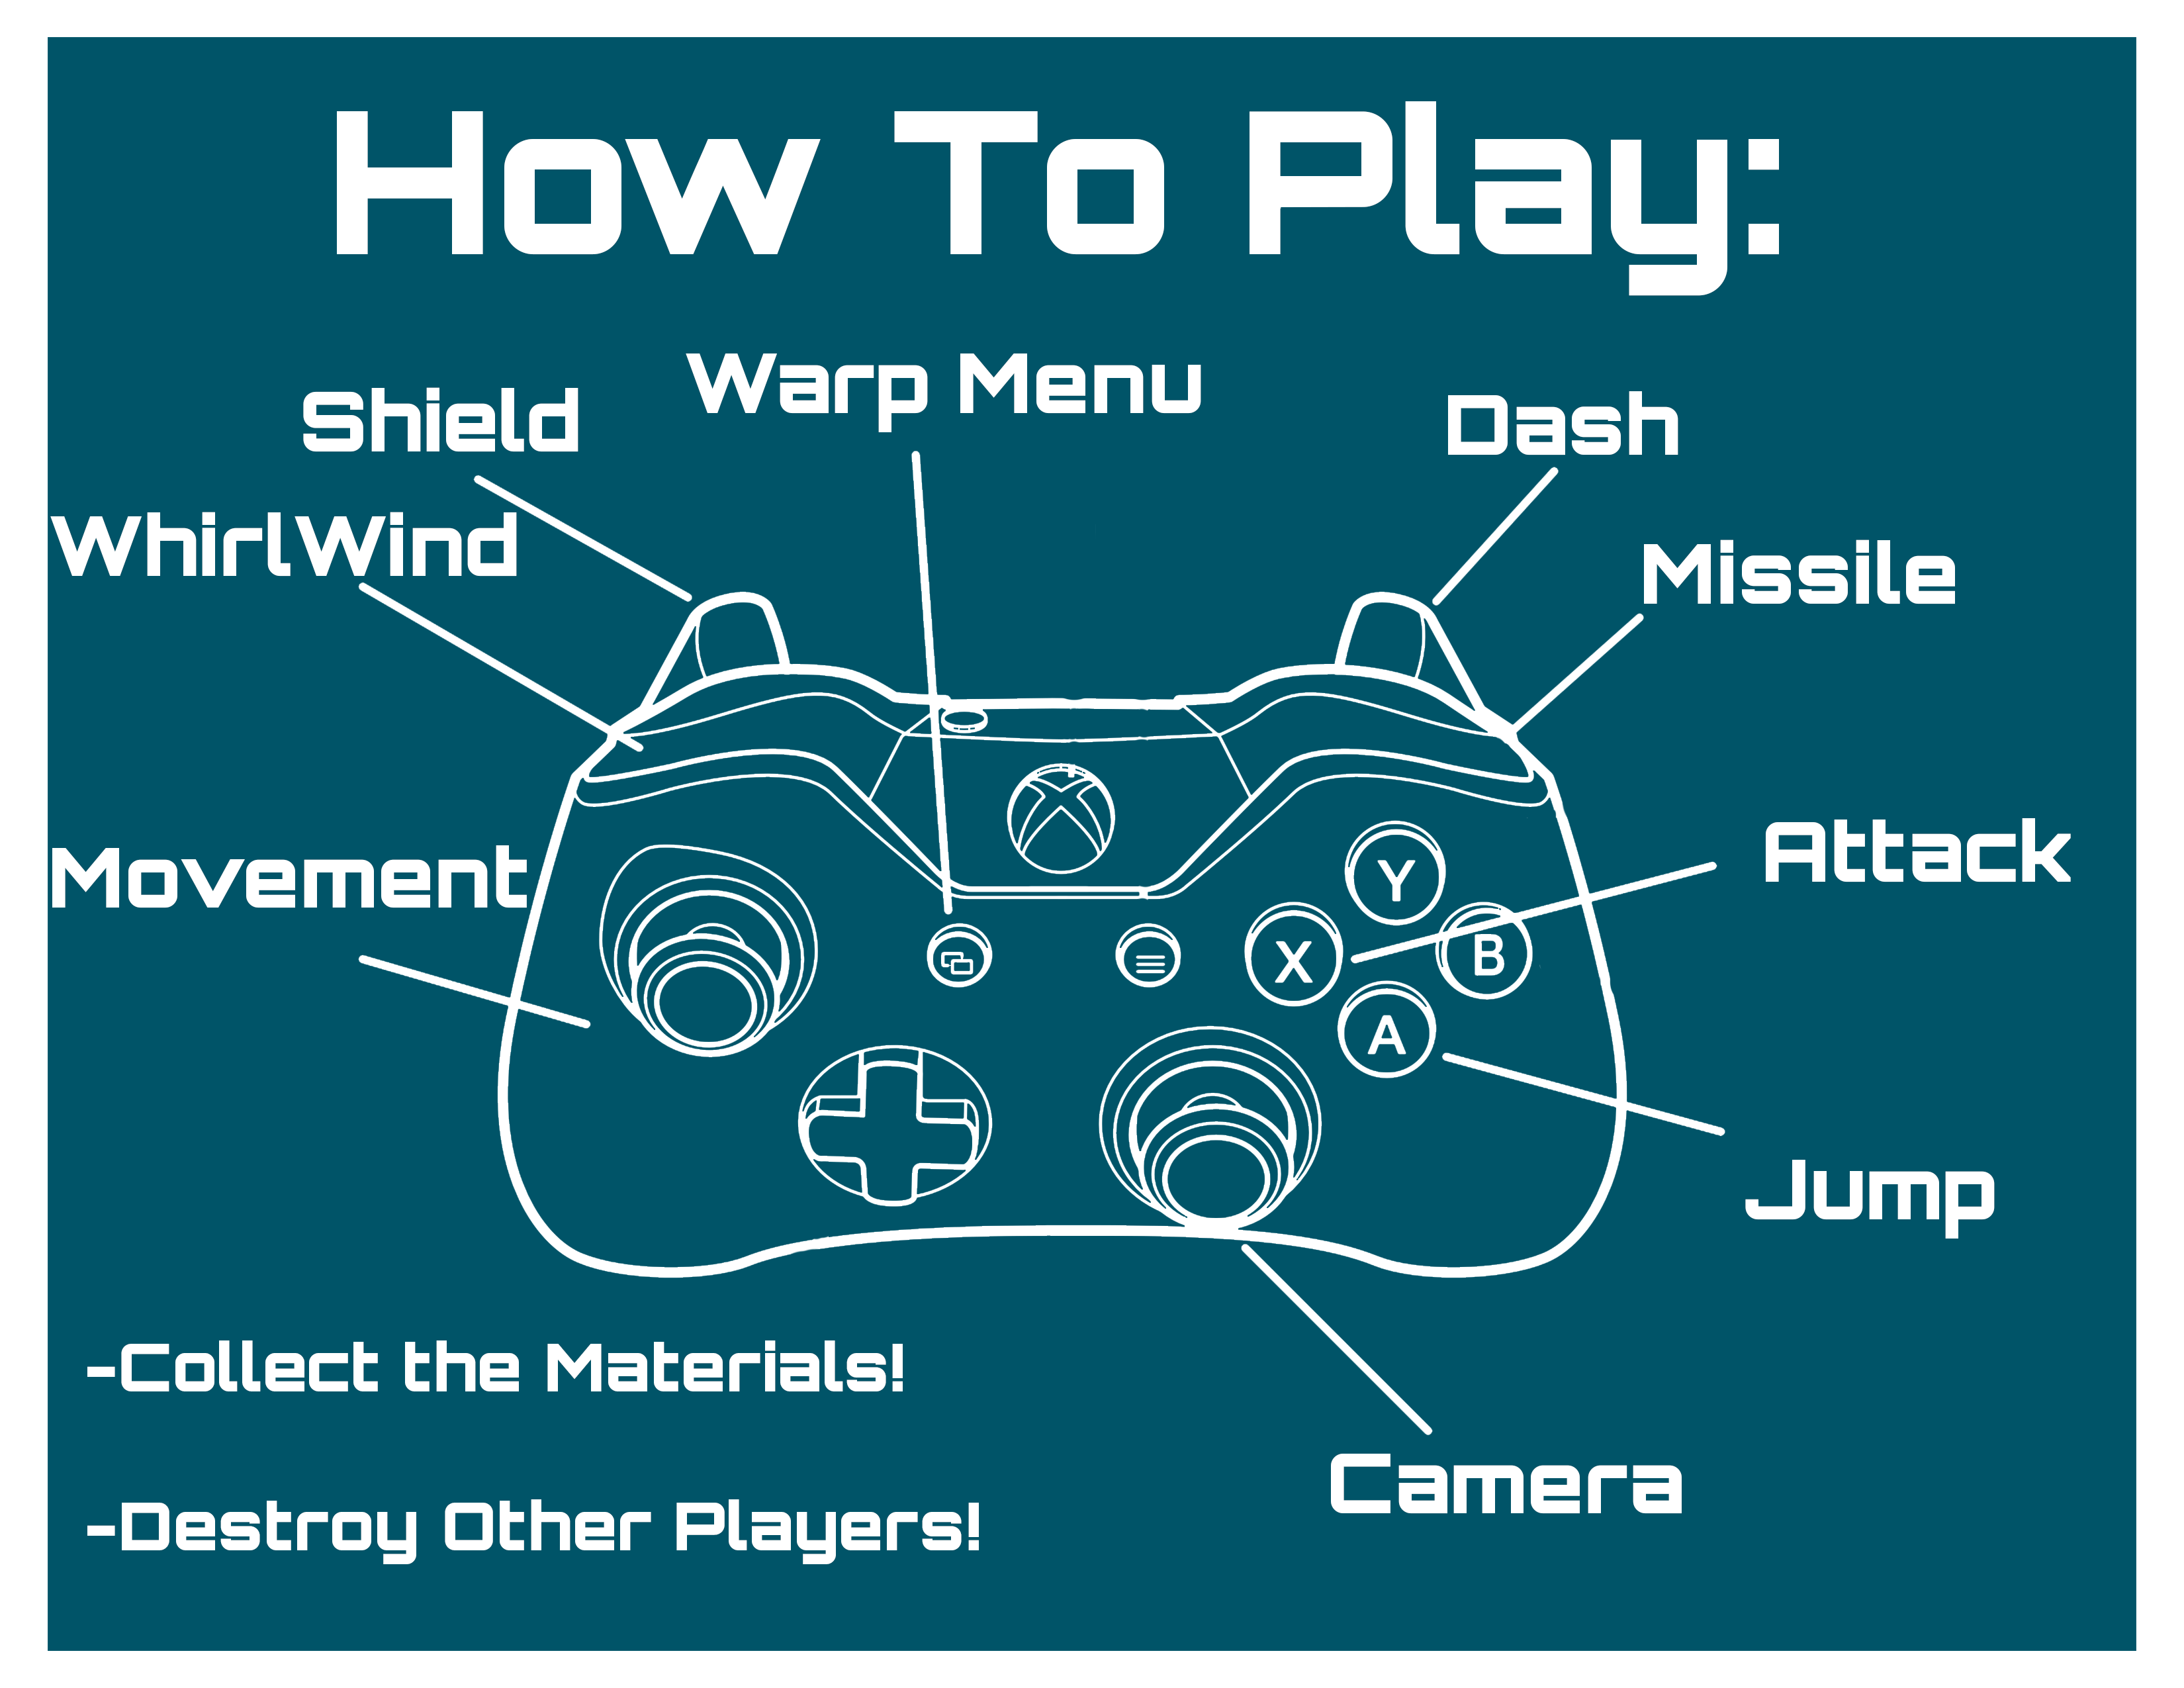 How To Play:
Warp Menu
Shield
Dash
WhirlWind
Missile
Movement
Attack
Y
X
B
A
Jump
-Collect the Materials!
Camera
-Destroy Other Players!